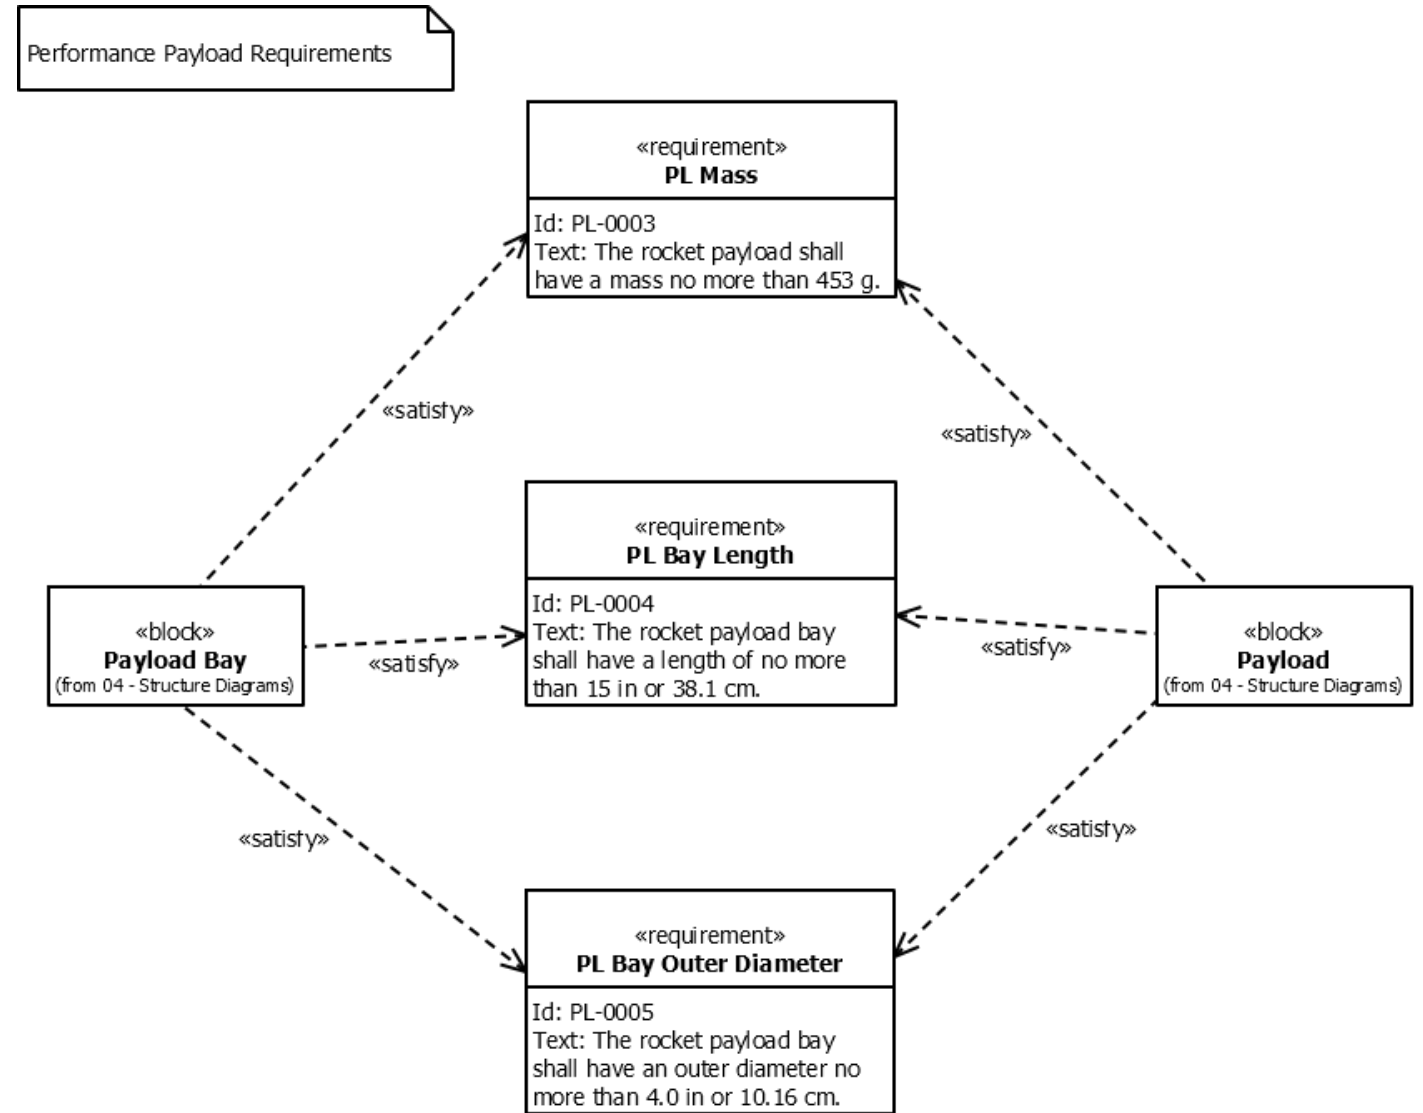 Performance Payload Requirements
«requirement»
PL Mass
Id: PL-0003
Text: The rocket payload shall
have a mass no more than 453 g.
«satisfy»
«satisfy»
«requirement»
PL Bay Length
Id: PL-0004
Text: The rocket payload bay
shall have a length of no more
than 15 in or 38.1 cm.
«block»
Payload Bay
(from 04 - Structure Diagrams)
«satisfy»
«satisfy»
«block»
Payload
(from 04 - Structure Diagrams)
«satisfy»
«satisfy»
«requirement»
PL Bay Outer Diameter
Id: PL-0005
Text: The rocket payload bay
shall have an outer diameter no
more than 4.0 in or 10.16 cm.